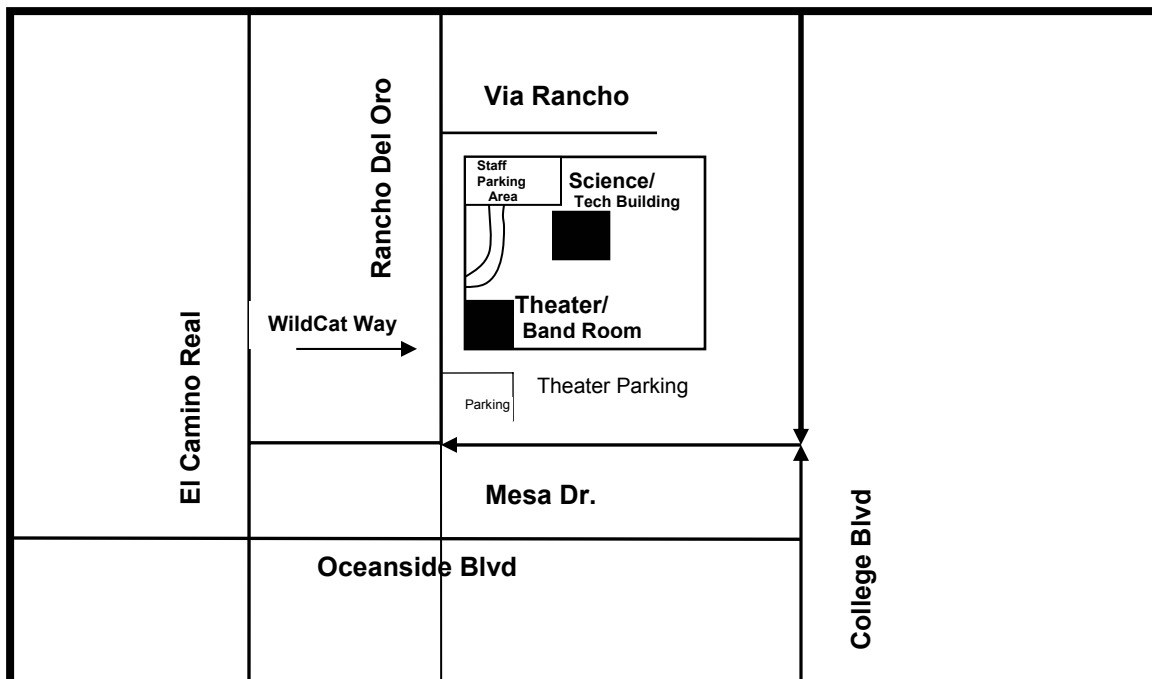 Via Rancho
Rancho Del Oro
Staff
Parking
Area
Science/
Tech Building
Theater/
Band Room
WildCat Way
El Camino Real
Theater Parking
Parking
Mesa Dr.
College Blvd
Oceanside Blvd